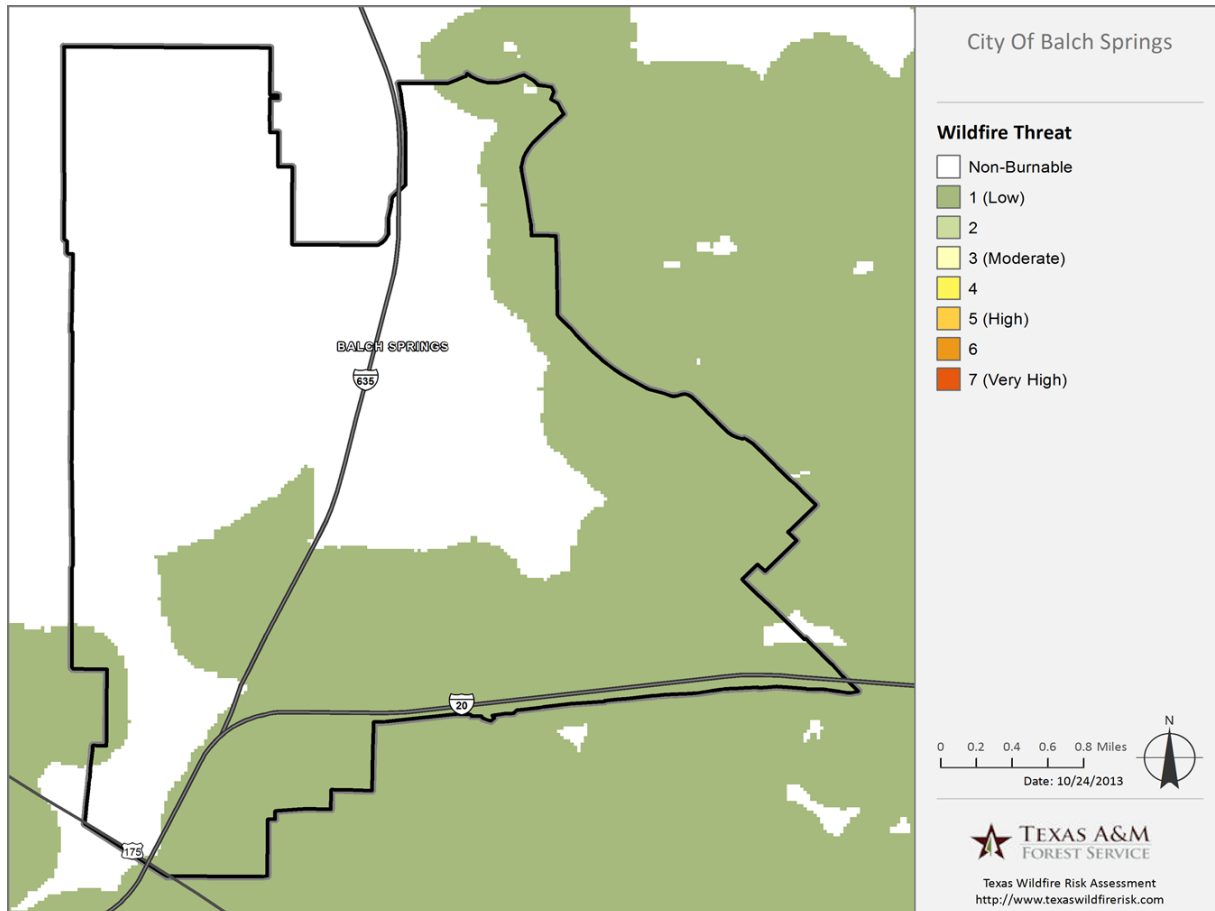 City Of Balch Springs
Wildfire Threat
Non-Burnable
1 (Low)
2
3 (Moderate)
4
5 (High)
6
7 (Very High)
BALCH SPRINGS
635
20
175
N
0 0.2 0.4 0.6 0.8 Miles
Date: 10/24/2013
TEXAS A&M
FOREST SERVICE
Texas Wildfire Risk Assessment
http://www.texaswildfirerisk.com